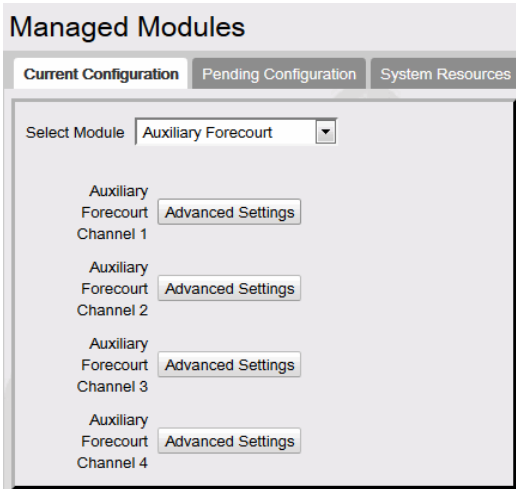 Managed Modules
Current Configuration Pending Configuration System Resources
Select Module Auxiliary Forecourt
Auxiliary
Forecourt Advanced Settings
Channel 1
Auxiliary
Forecourt Advanced Settings
Channel 2
Auxiliary
Forecourt Advanced Settings
Channel 3
Auxiliary
Forecourt Advanced Settings
Channel 4